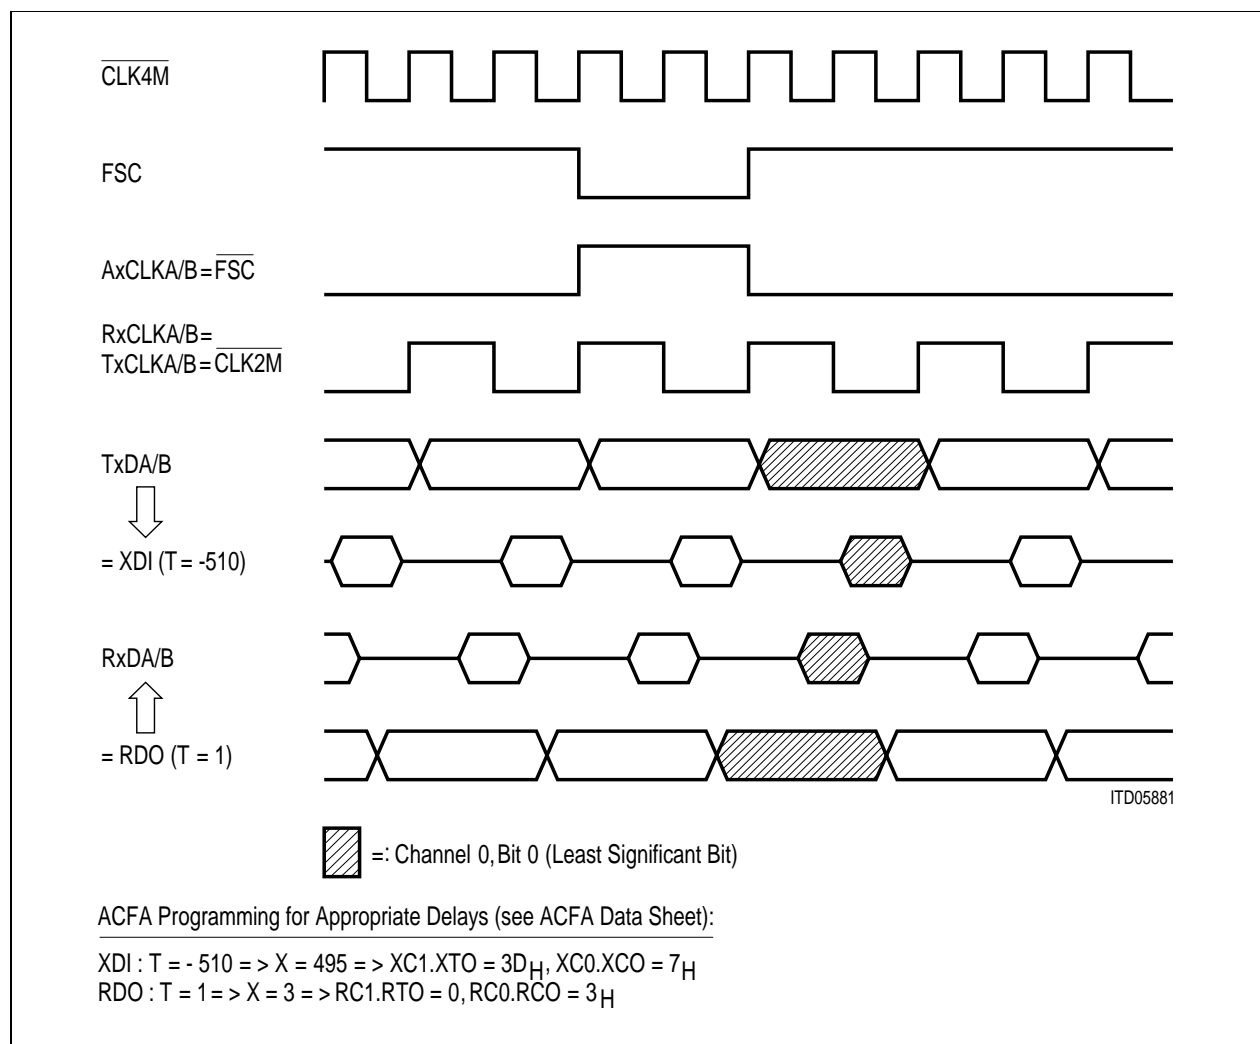 CLK4M
FSC
AxCLKA/B=FSC
RxCLKA/B=
TxCLKA/B=CLK2M
TxDA/B
= XDI (T = -510)
RxDA/B
= RDO (T = 1)
ITD05881
=: Channel 0, Bit 0 (Least Significant Bit)
ACFA Programming for Appropriate Delays (see ACFA Data Sheet):
XDI : T = - 510 = > X = 495 = > XC1.XTO = 3DH, XC0.XCO = 7H
RDO : T = 1 = > X = 3 = > RC1.RTO = 0, RC0.RCO = 3H